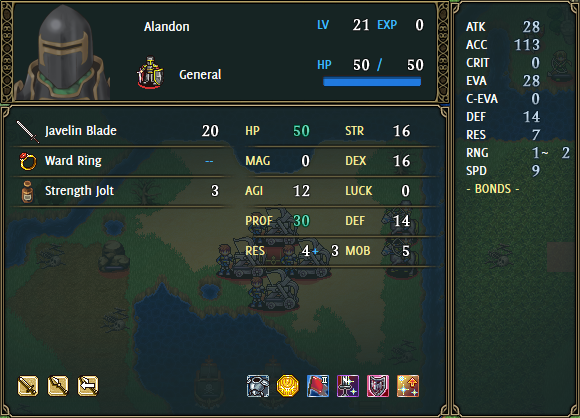 Alandon
LV 21 EXP 0
General
HP 50 / 50
Javelin Blade 20
Ward Ring --
Strength Jolt 3
HP 50 STR 16
MAG 0 DEX 16
AGI 12 LUCK 0
PROF 30 DEF 14
RES 4+ 3 MOB 5
II
N
ATK 28
ACC 113
CRIT 0
EVA 28
C-EVA 0
DEF 14
RES 7
RNG 1~ 2
SPD 9
- BONDS -